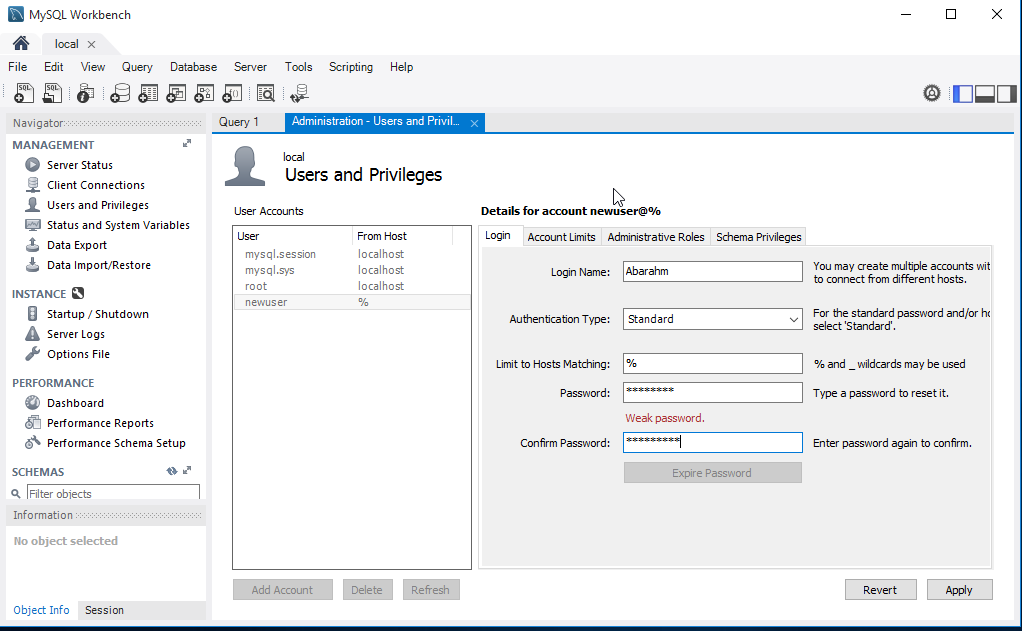 MySQL Workbench
local
File Edit View Query Database Server Tools Scripting Help
Navigator
MANAGEMENT
Server Status
Client Connections
Users and Privileges
Status and System Variables
Data Export
Data Import/Restore
INSTANCE
Startup / Shutdown
Server Logs
Options File
PERFORMANCE
Dashboard
Performance Reports
Performance Schema Setup
SCHEMAS
Filter objects
Information
No object selected
Object Info Session
Query 1 Administration - Users and Privil...
local
Users and Privileges
User Accounts
User From Host
mysql.session localhost
mysql.sys localhost
root localhost
newuser %
Add Account Delete Refresh
Details for account newuser@%
Login Account Limits Administrative Roles Schema Privileges
Login Name: Abarahm You may create multiple accounts wit
to connect from different hosts.
Authentication Type: Standard For the standard password and/or ho
select 'Standard'.
Limit to Hosts Matching: % % and _ wildcards may be used
Password: ******** Type a password to reset it.
Weak password.
Confirm Password: ********* Enter password again to confirm.
Expire Password
Revert Apply